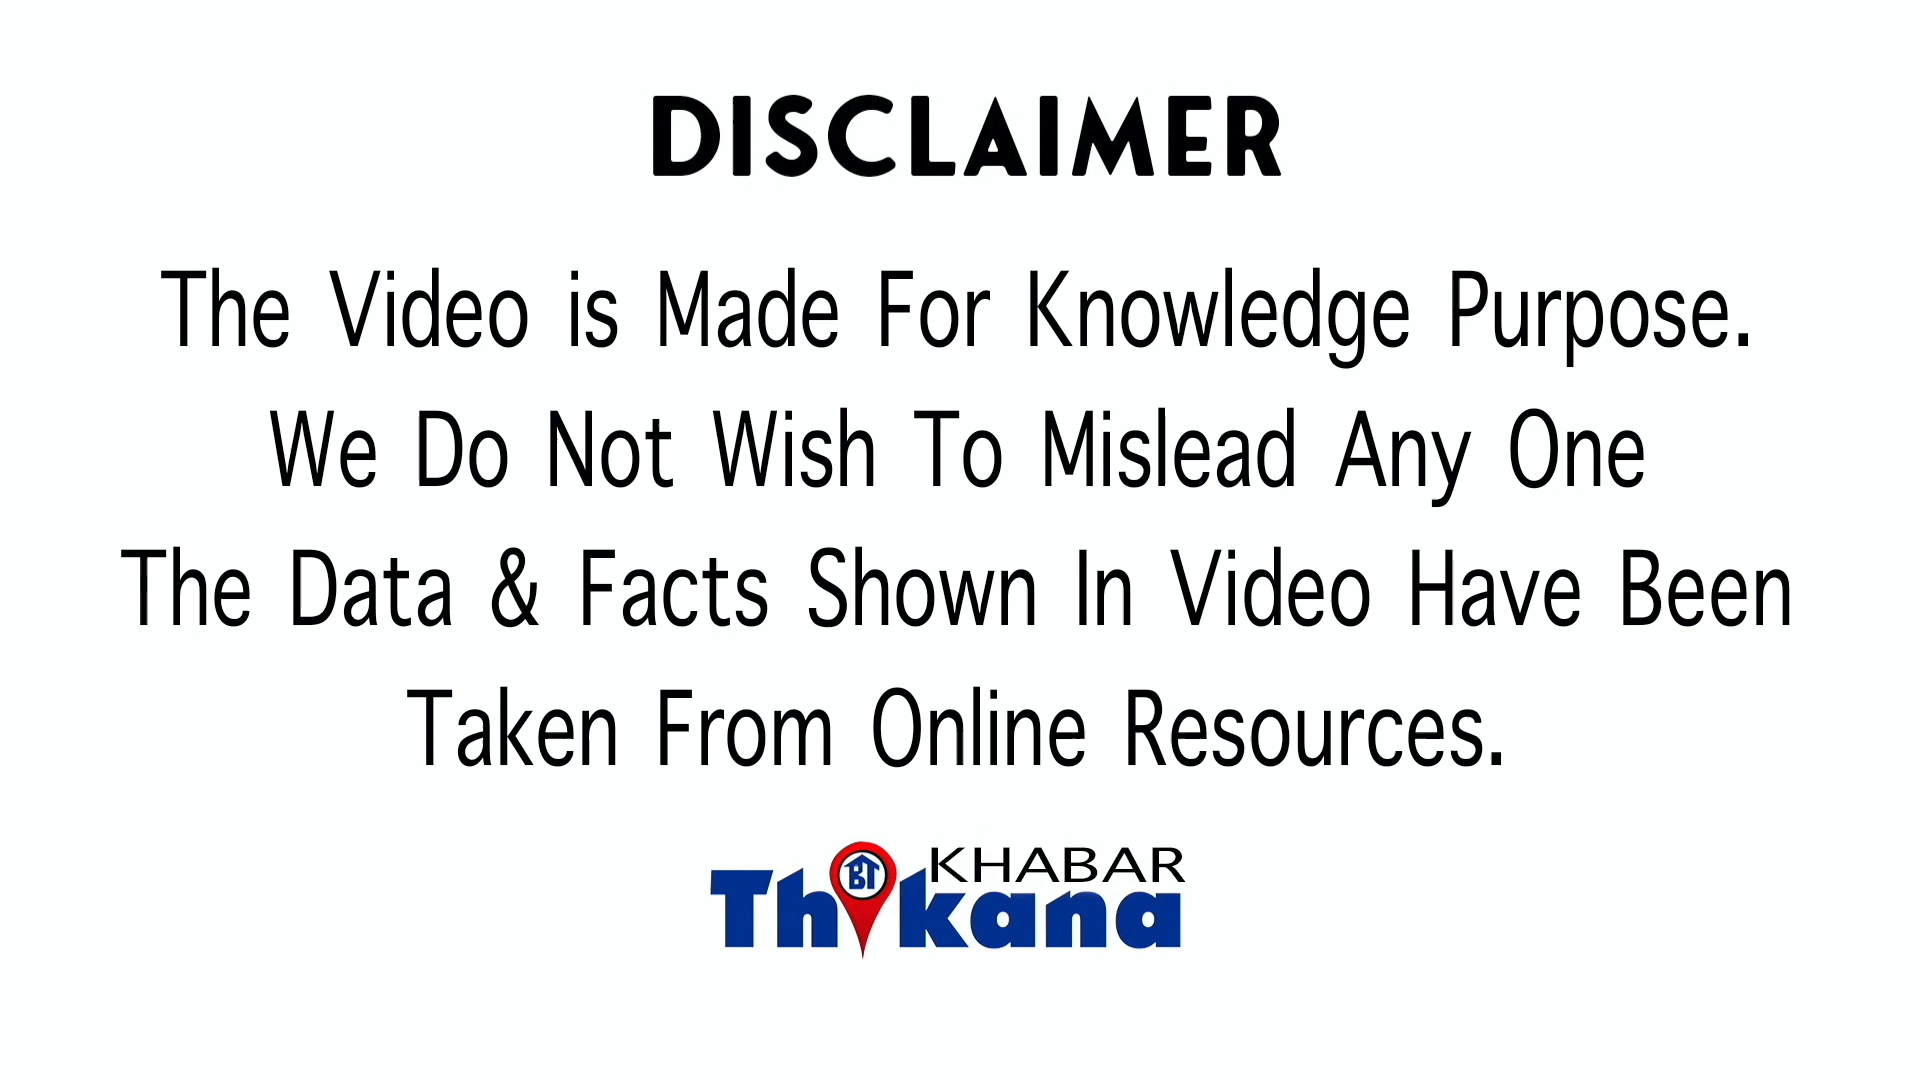 DISCLAIMER
The Video is Made For Knowledge Purpose.
We Do Not Wish To Mislead Any One
The Data & Facts Shown In Video Have Been
Taken From Online Resources.
KHABAR
BT
Thikana